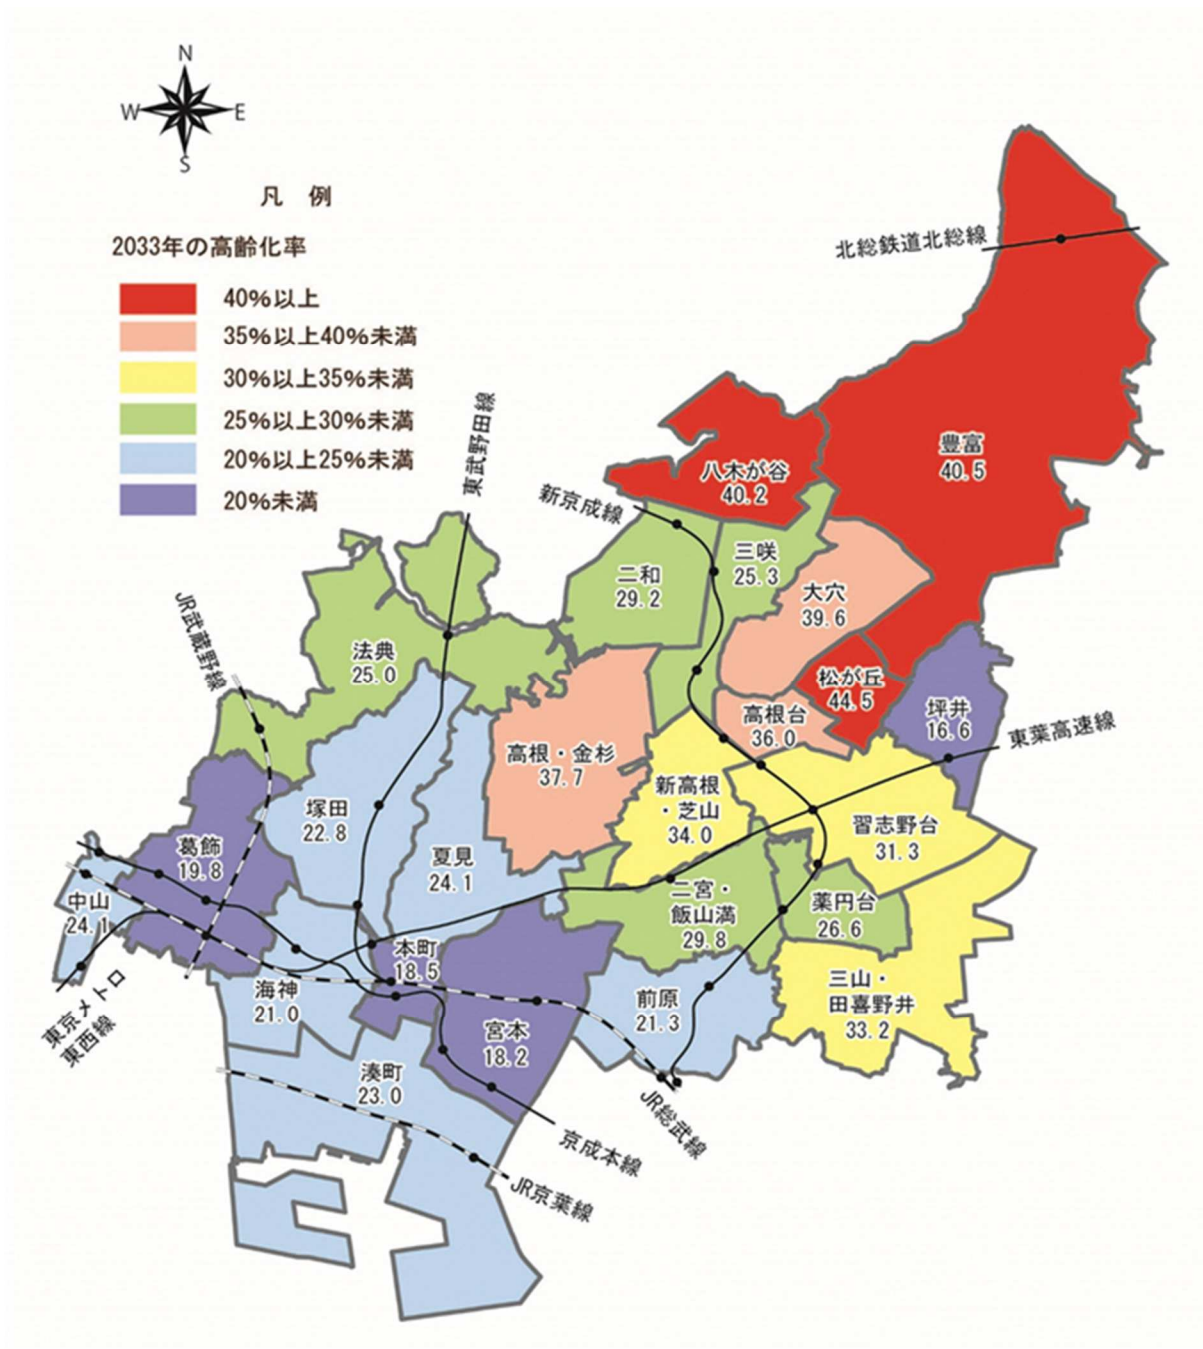 N
W
E
S
凡 例
2033年の高齢化率
40%以上
35%以上40%未満
30%以上35%未満
25%以上30%未満
20%以上25%未満
20%未満
北総鉄道北総線
東武野田線
新京成線
JR武蔵野線
東葉高速線
東京メトロ
東西線
JR総武線
京成本線
JR京葉線
豊富
40.5
八木が谷
40.2
三咲
25.3
二和
29.2
大穴
39.6
法典
25.0
松が丘
44.5
坪井
16.6
高根台
36.0
高根・金杉
37.7
新高根
・芝山
34.0
塚田
22.8
習志野台
31.3
葛飾
19.8
夏見
24.1
中山
24.1
二宮・
飯山満
29.8
薬円台
26.6
本町
18.5
海神
21.0
前原
21.3
三山・
田喜野井
33.2
宮本
18.2
湊町
23.0